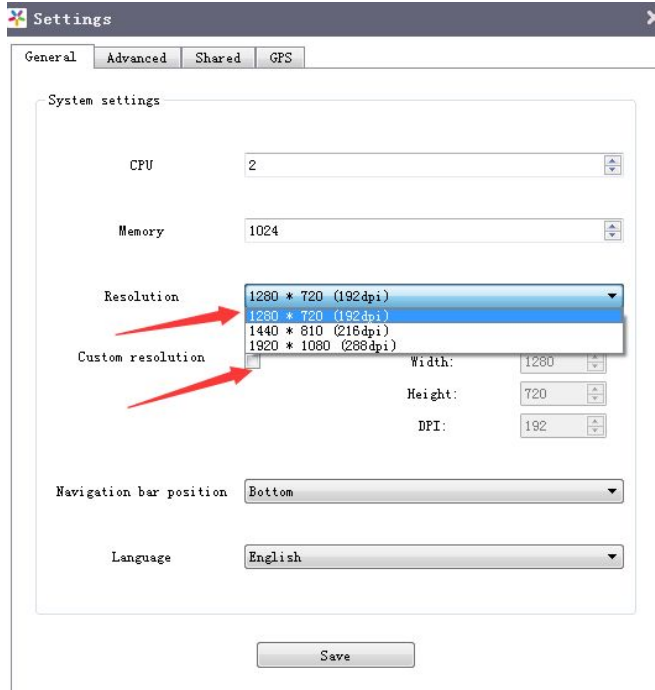 Settings
General Advanced Shared GPS
System settings
CPU 2
Memory 1024
Resolution 1280 * 720 (192dpi)
1280 * 720 (192dpi)
1440 * 810 (216dpi)
1920 * 1080 (288dpi)
Custom resolution Width: 1280
Height: 720
DPI: 192
Navigation bar position Bottom
Language English
Save